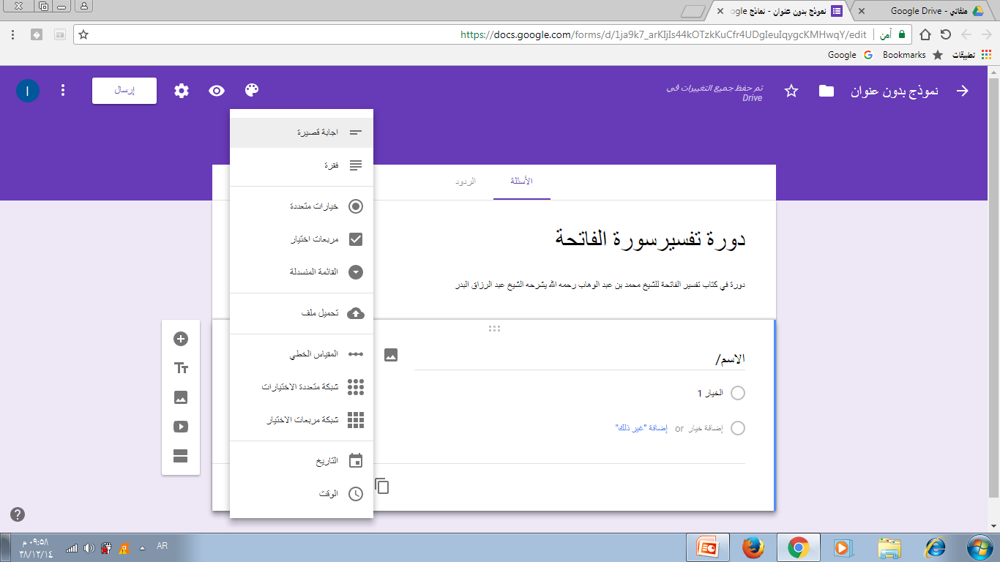 ملفاتي - Google Drive
نموذج بدون عنوان - نماذج ogle
آمن
https://docs.google.com/forms/d/1ja9k7_arKIjIs44kOTzkKuCfr4UDgIeuIqygcKMHwqY/edit
تطبيقات
Bookmarks
Google
نموذج بدون عنوان
تم حفظ جميع التغييرات في
Drive
إرسال
ا
الأسئلة
الردود
اجابة قصيرة
فقرة
خيارات متعددة
مربعات اختيار
القائمة المنسدلة
تحميل ملف
المقياس الخطي
شبكة متعددة الاختيارات
شبكة مربعات الاختيار
التاريخ
الوقت
دورة تفسيرسورة الفاتحة
دورة في كتاب تفسير الفاتحة للشيخ محمد بن عبد الوهاب رحمه الله يشرحه الشيخ عبد الرزاق البدر
الاسم/
الخيار 1
إضافة خيار or إضافة "غير ذلك"
Tт
AR
٠٩:٥٨ م
٣٨/١٢/١٤